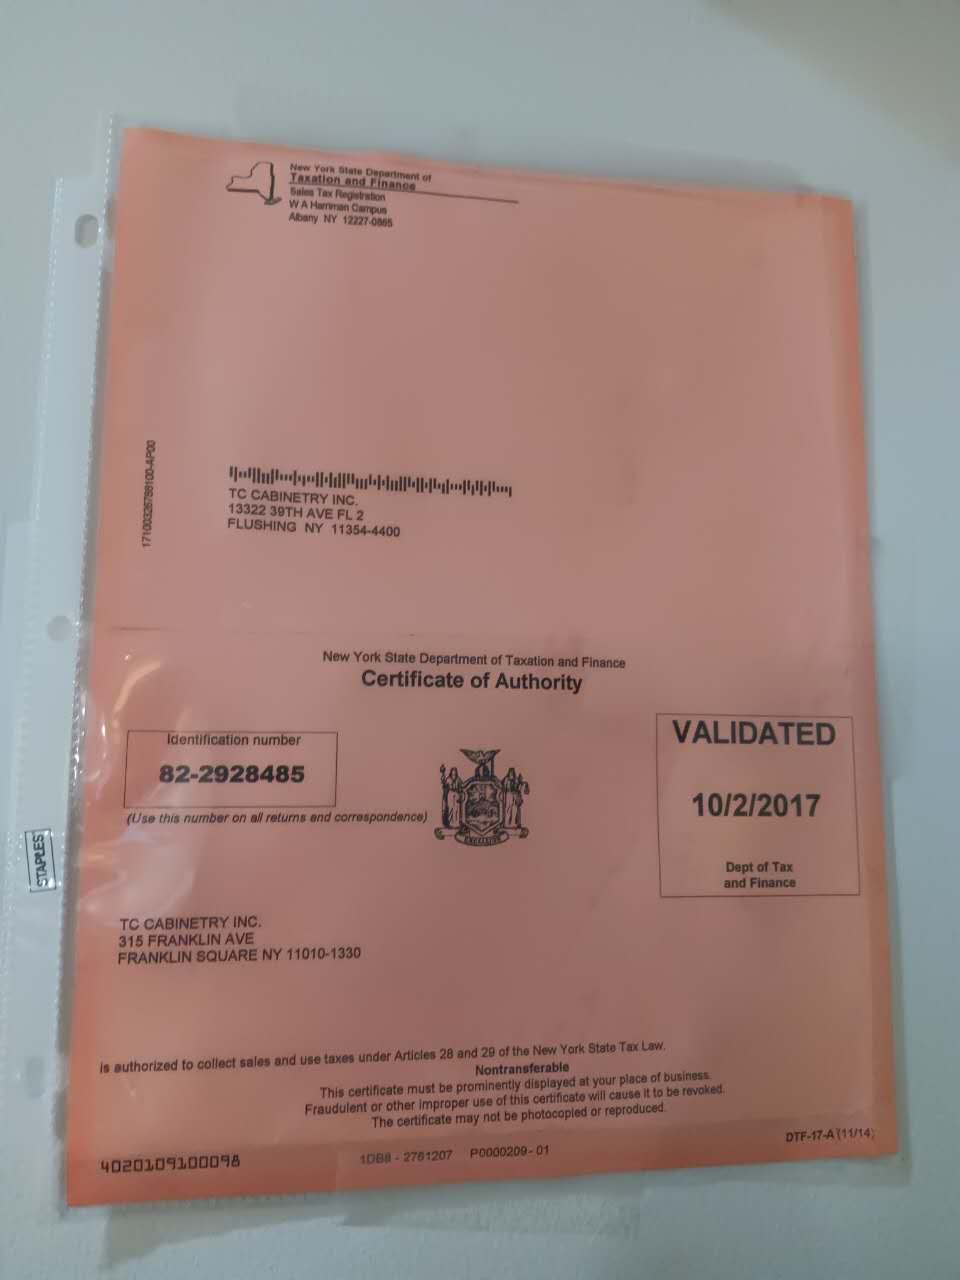 New York State Department of
Taxation and Finance
Sales Tax Registration
W A Harriman Campus
Albany NY 12227-0865
TC CABINETRY INC.
13322 39TH AVE FL 2
FLUSHING NY 11354-4400
New York State Department of Taxation and Finance
Certificate of Authority
Identification number
82-2928485
(Use this number on all returns and correspondence)
EXCELSIOR
VALIDATED
10/2/2017
Dept of Tax
and Finance
STAPLES
TC CABINETRY INC.
315 FRANKLIN AVE
FRANKLIN SQUARE NY 11010-1330
is authorized to collect sales and use taxes under Articles 28 and 29 of the New York State Tax Law.
Nontransferable
This certificate must be prominently displayed at your place of business.
Fraudulent or other improper use of this certificate will cause it to be revoked.
The certificate may not be photocopied or reproduced.
DTF-17-A (11/14)
4020109100098
1DB8 - 2761207 P0000209- 01